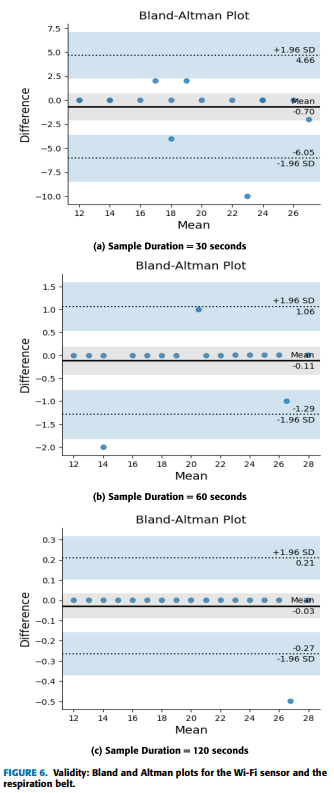 Bland-Altman Plot
7.5
5.0
2.5
0.0
−2.5
−5.0
−7.5
−10.0
Difference
+1.96 SD
4.66
Mean
-0.70
-6.05
-1.96 SD
12 14 16 18 20 22 24 26
Mean
(a) Sample Duration = 30 seconds
Bland-Altman Plot
1.5
1.0
0.5
0.0
−0.5
−1.0
−1.5
−2.0
Difference
+1.96 SD
1.06
Mean
-0.11
-1.29
-1.96 SD
12 14 16 18 20 22 24 26 28
Mean
(b) Sample Duration = 60 seconds
Bland-Altman Plot
0.3
0.2
0.1
0.0
−0.1
−0.2
−0.3
−0.4
−0.5
Difference
+1.96 SD
0.21
Mean
-0.03
-0.27
-1.96 SD
12 14 16 18 20 22 24 26 28
Mean
(c) Sample Duration = 120 seconds
FIGURE 6. Validity: Bland and Altman plots for the Wi-Fi sensor and the
respiration belt.